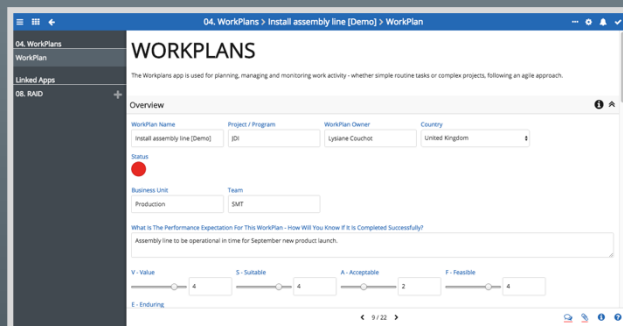 04. WorkPlans > Install assembly line [Demo] > WorkPlan
04. WorkPlans
WorkPlan
Linked Apps
08. RAID
WORKPLANS
The Workplans app is used for planning, managing and monitoring work activity - whether simple routine tasks or complex projects, following an agile approach.
Overview
WorkPlan Name Project / Program WorkPlan Owner Country
Install assembly line [Demo] JDI Lysiane Couchot United Kingdom
Status
Business Unit Team
Production SMT
What Is The Performance Expectation For This WorkPlan - How Will You Know If It Is Completed Successfully?
Assembly line to be operational in time for September new product launch.
V - Value S - Suitable A - Acceptable F - Feasible
4 4 2 4
E - Enduring
9 / 22